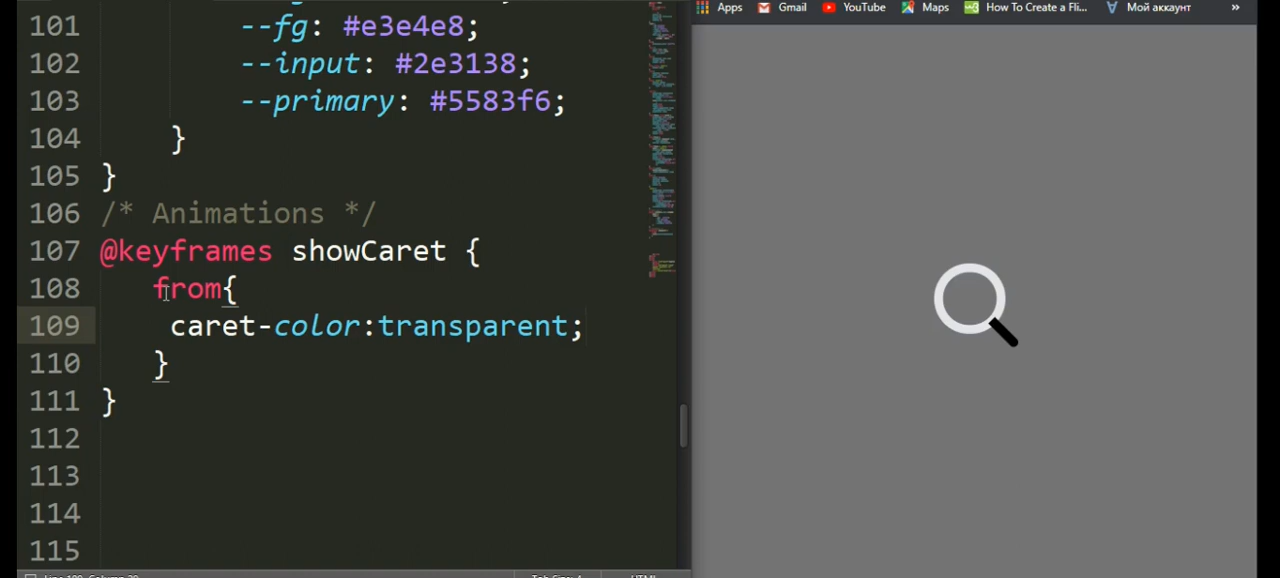 101 --fg: #e3e4e8;
102 --input: #2e3138;
103 --primary: #5583f6;
104 }
105 }
106 /* Animations */
107 @keyframes showCaret {
108 from{
109 caret-color:transparent;
110 }
111 }
112
113
114
115
Apps Gmail YouTube Maps How To Create a Fli... Мой аккаунт »